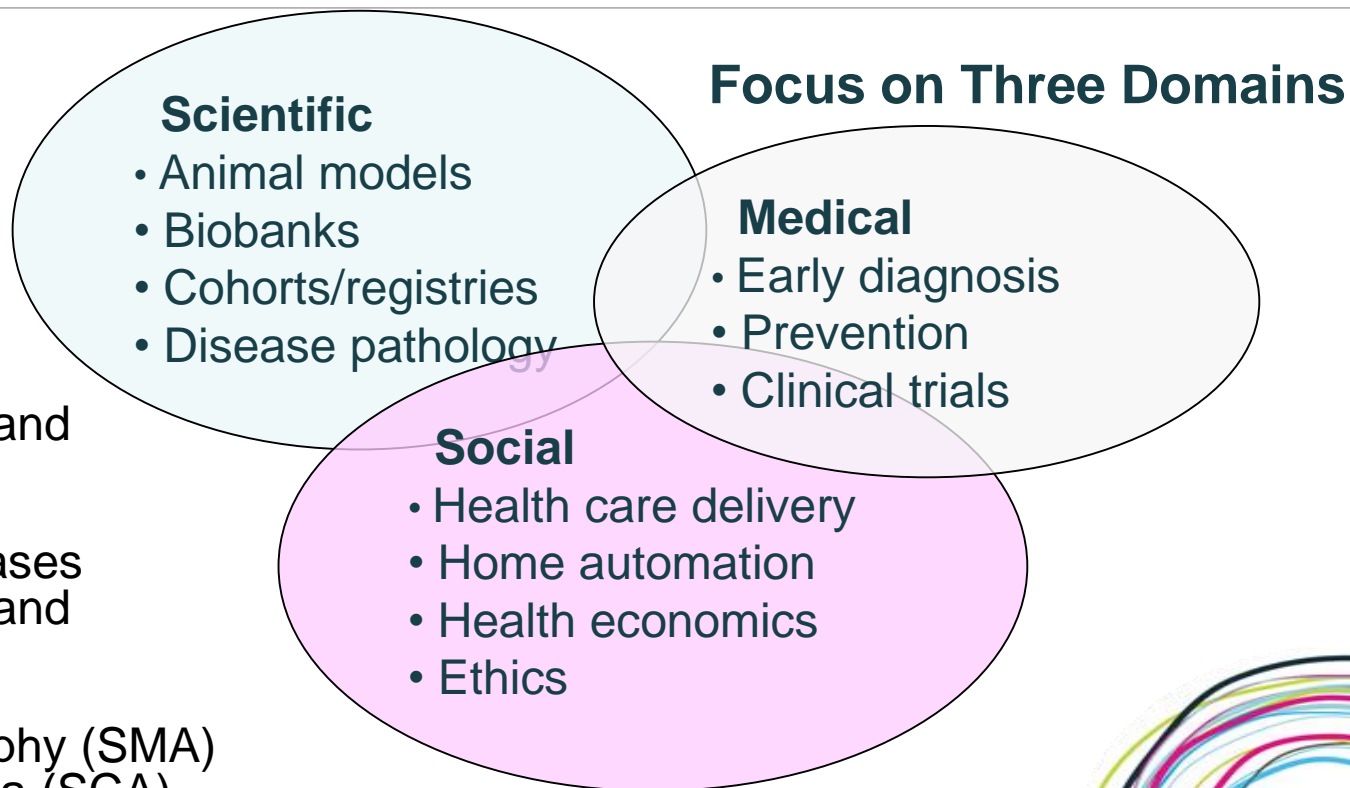 Focus on Three Domains
Scientific
• Animal models
• Biobanks
• Cohorts/registries
• Disease pathology
Medical
• Early diagnosis
• Prevention
• Clinical trials
Social
• Health care delivery
• Home automation
• Health economics
• Ethics
and
ases
and
phy (SMA)
(SCA)